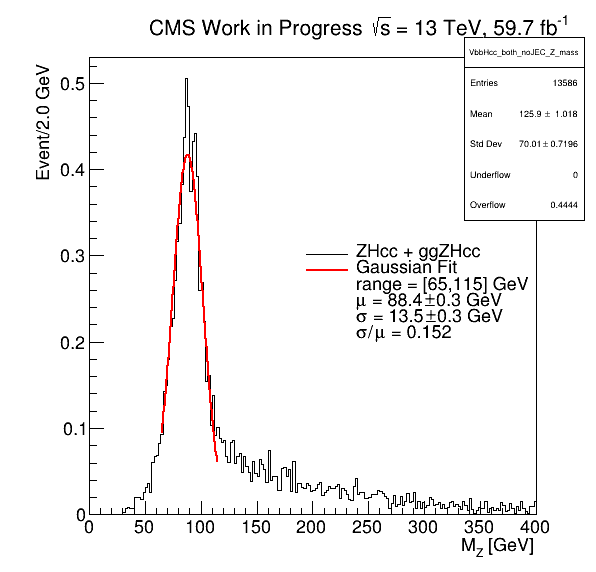 CMS Work in Progress √s = 13 TeV, 59.7 fb⁻¹
VbbHcc_both_noJEC_Z_mass
Entries 13586
Mean 125.9 ± 1.018
Std Dev 70.01±0.7196
Underflow 0
Overflow 0.4444
Event/2.0 GeV
0.5
0.4
0.3
0.2
0.1
0
ZHcc + ggZHcc
Gaussian Fit
range = [65,115] GeV
μ = 88.4±0.3 GeV
σ = 13.5±0.3 GeV
σ/μ = 0.152
0 50 100 150 200 250 300 350 400
M_Z [GeV]